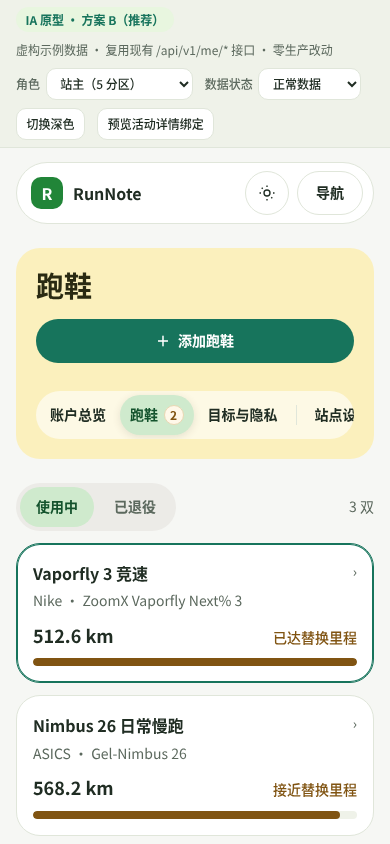 IA 原型 · 方案 B（推荐）
虚构示例数据 · 复用现有 /api/v1/me/* 接口 · 零生产改动
角色 站主（5 分区） 数据状态 正常数据
切换深色 预览活动详情绑定
R RunNote 导航
跑鞋
＋ 添加跑鞋
账户总览 跑鞋 2 目标与隐私 站点设
使用中 已退役 3 双
Vaporfly 3 竞速 ›
Nike · ZoomX Vaporfly Next% 3
512.6 km 已达替换里程
Nimbus 26 日常慢跑 ›
ASICS · Gel-Nimbus 26
568.2 km 接近替换里程